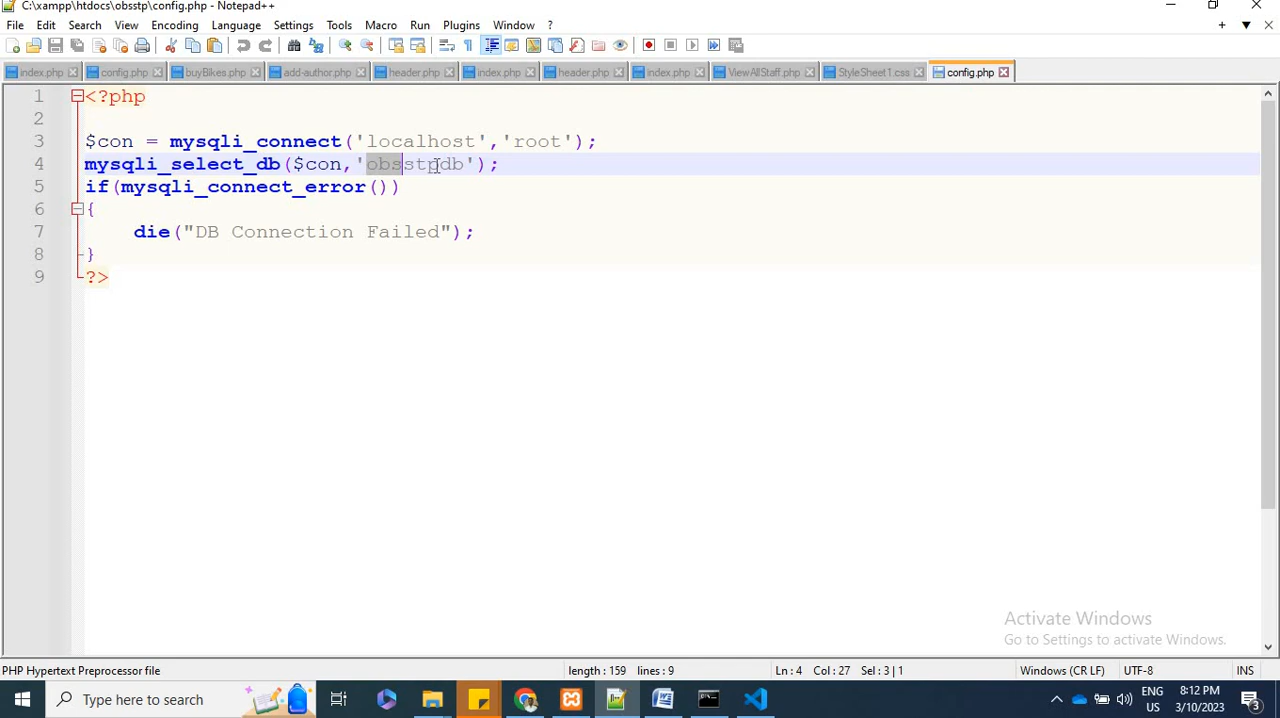 C:\xampp\htdocs\obsstp\config.php - Notepad++
File Edit Search View Encoding Language Settings Tools Macro Run Plugins Window ?
index.php config.php buyBikes.php add-author.php header.php index.php header.php index.php ViewAllStaff.php StyleSheet1.css config.php
1 <?php
2
3 $con = mysqli_connect('localhost','root');
4 mysqli_select_db($con,'obsstpdb');
5 if(mysqli_connect_error())
6 {
7 die("DB Connection Failed");
8 }
9 ?>
Activate Windows
Go to Settings to activate Windows.
PHP Hypertext Preprocessor file length : 159 lines : 9 Ln : 4 Col : 27 Sel : 3 | 1 Windows (CR LF) UTF-8 INS
Type here to search
ENG
US
8:12 PM
3/10/2023
3